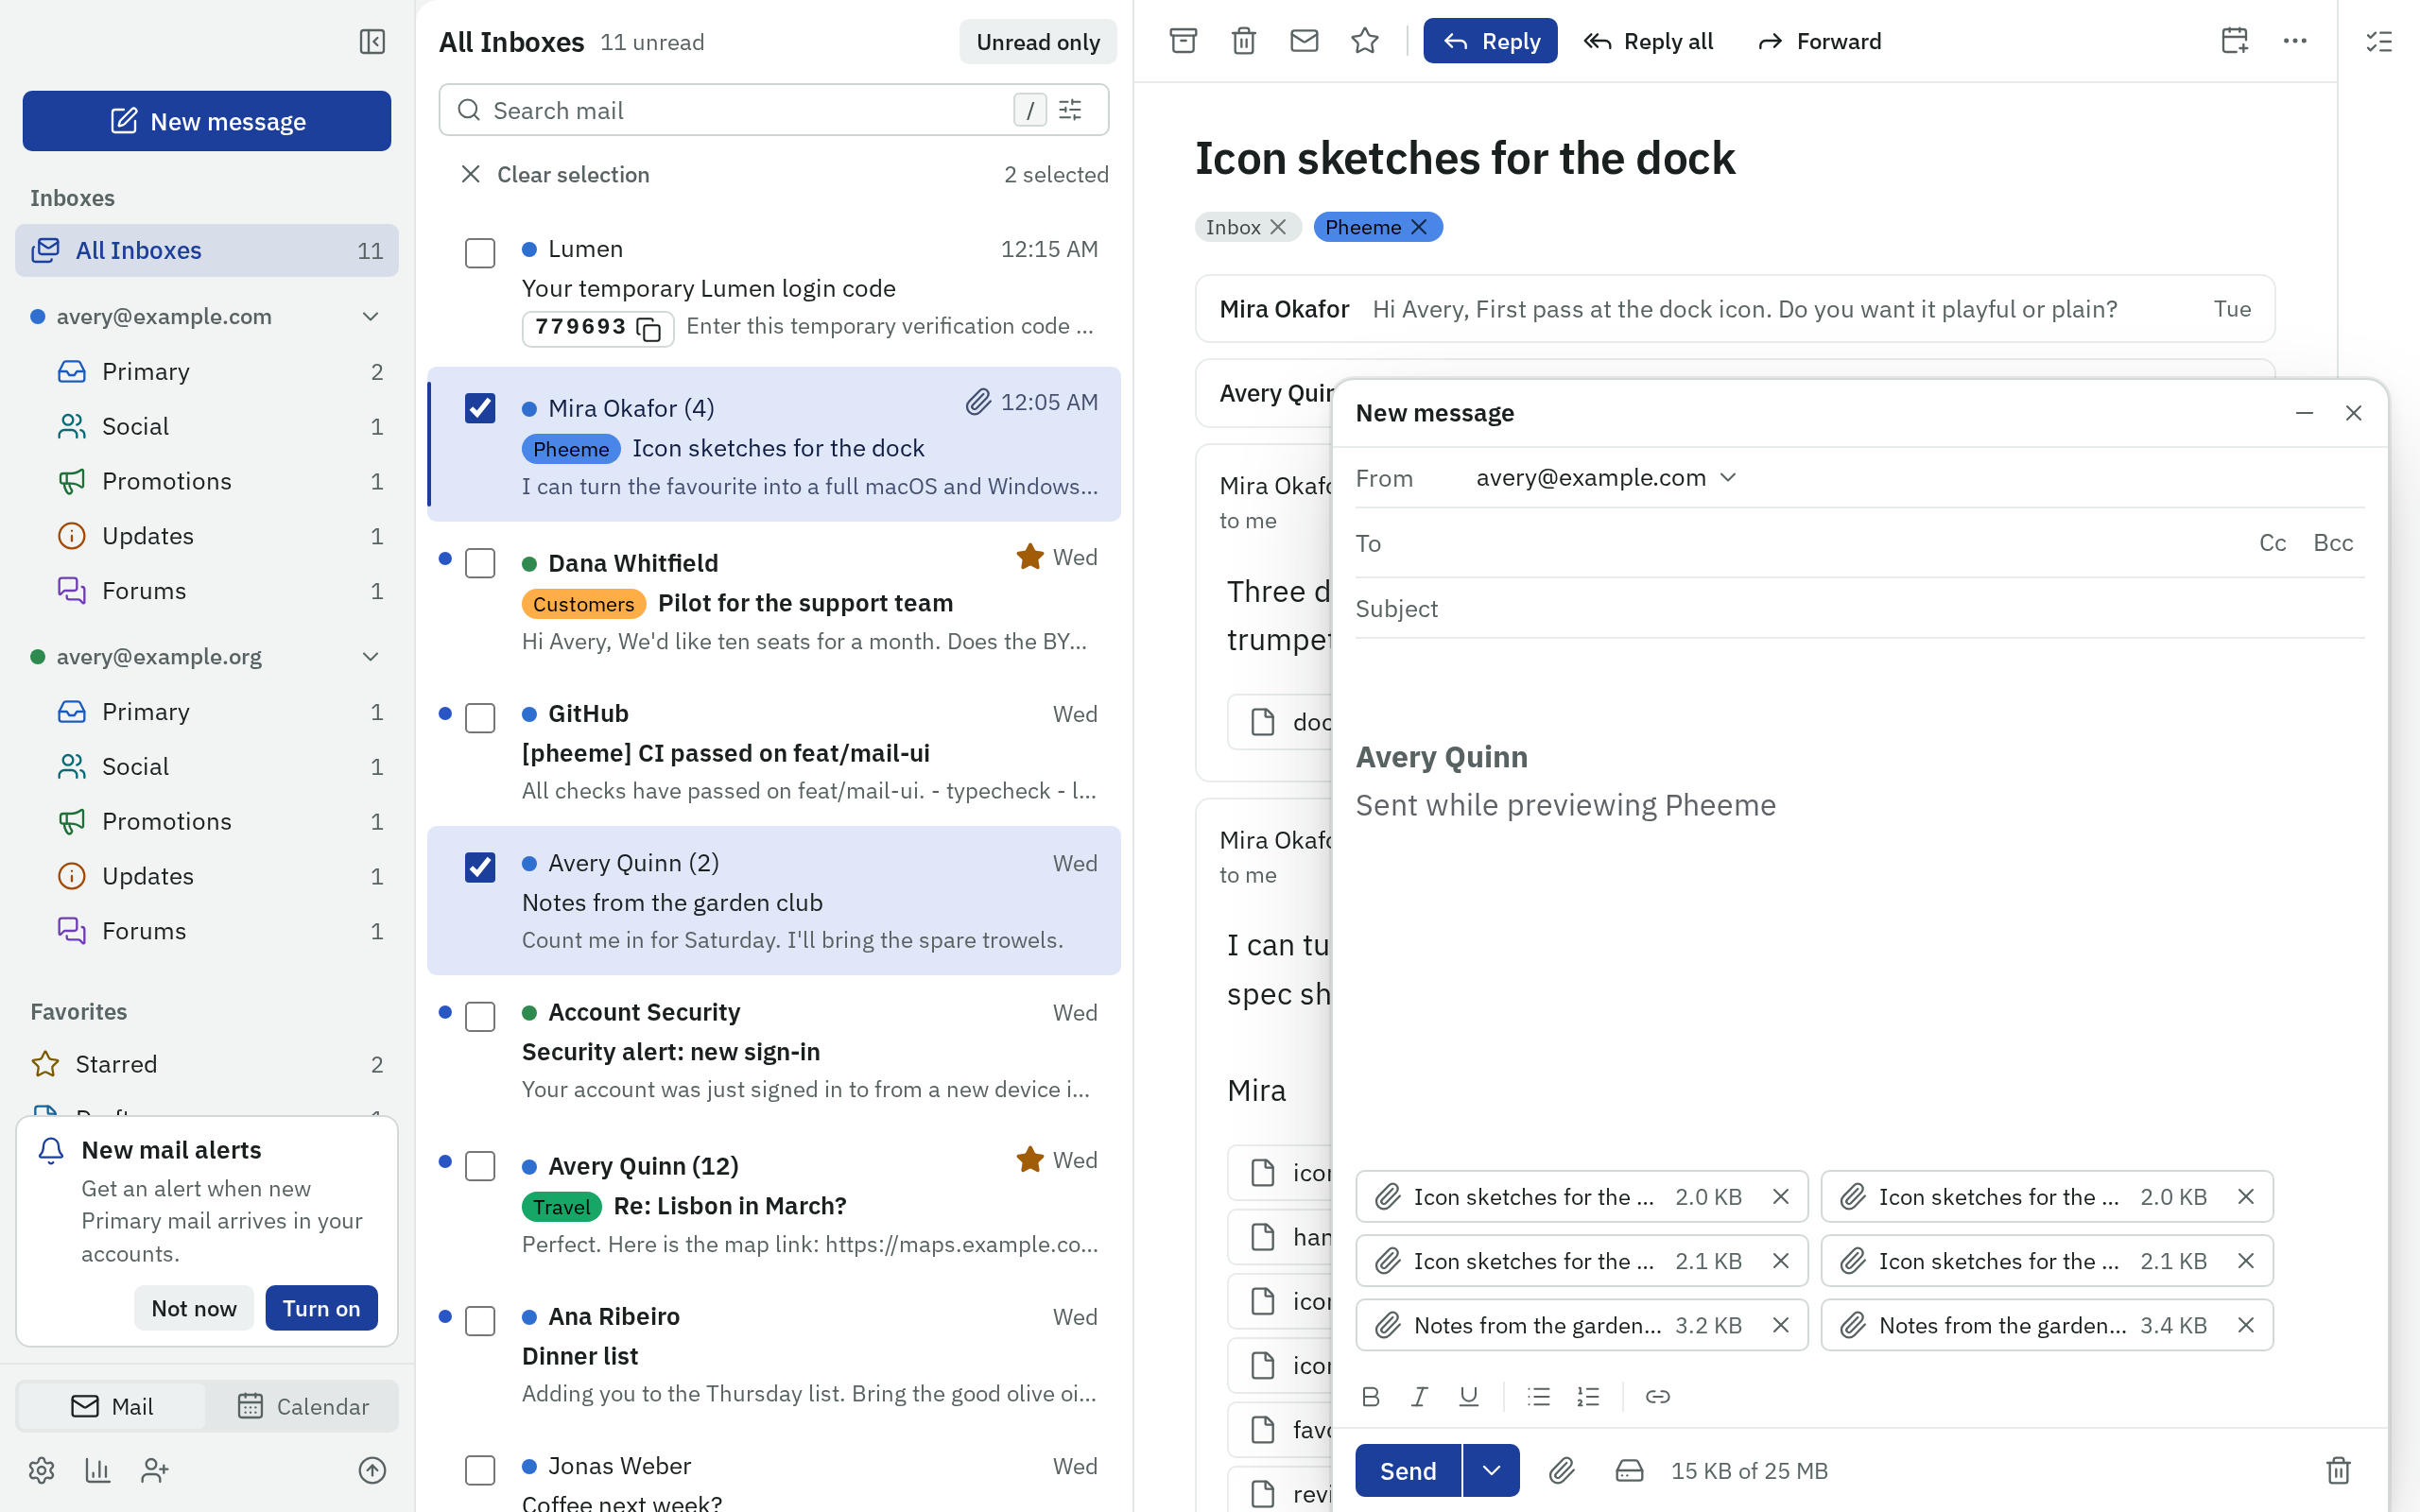 New message
Inboxes
All Inboxes 11
avery@example.com
Primary 2
Social 1
Promotions 1
Updates 1
Forums 1
avery@example.org
Primary 1
Social 1
Promotions 1
Updates 1
Forums 1
Favorites
Starred 2
New mail alerts
Get an alert when new
Primary mail arrives in your
accounts.
Not now Turn on
Mail Calendar
All Inboxes 11 unread Unread only
Search mail /
Clear selection 2 selected
Lumen 12:15 AM
Your temporary Lumen login code
779693 Enter this temporary verification code ...
Mira Okafor (4) 12:05 AM
Pheeme Icon sketches for the dock
I can turn the favourite into a full macOS and Windows...
Dana Whitfield Wed
Customers Pilot for the support team
Hi Avery, We'd like ten seats for a month. Does the BY...
GitHub Wed
[pheeme] CI passed on feat/mail-ui
All checks have passed on feat/mail-ui. - typecheck - l...
Avery Quinn (2) Wed
Notes from the garden club
Count me in for Saturday. I'll bring the spare trowels.
Account Security Wed
Security alert: new sign-in
Your account was just signed in to from a new device i...
Avery Quinn (12) Wed
Travel Re: Lisbon in March?
Perfect. Here is the map link: https://maps.example.co...
Ana Ribeiro Wed
Dinner list
Adding you to the Thursday list. Bring the good olive oi...
Jonas Weber Wed
Coffee next week?
Reply Reply all Forward
Icon sketches for the dock
Inbox Pheeme
Mira Okafor Hi Avery, First pass at the dock icon. Do you want it playful or plain? Tue
Avery
Mira
to me
Three
Mira
to me
I can
Mira
New message
From avery@example.com
To Cc Bcc
Subject
Avery Quinn
Sent while previewing Pheeme
Icon sketches for the ... 2.0 KB
Icon sketches for the ... 2.0 KB
Icon sketches for the ... 2.1 KB
Icon sketches for the ... 2.1 KB
Notes from the garden... 3.2 KB
Notes from the garden... 3.4 KB
Send 15 KB of 25 MB